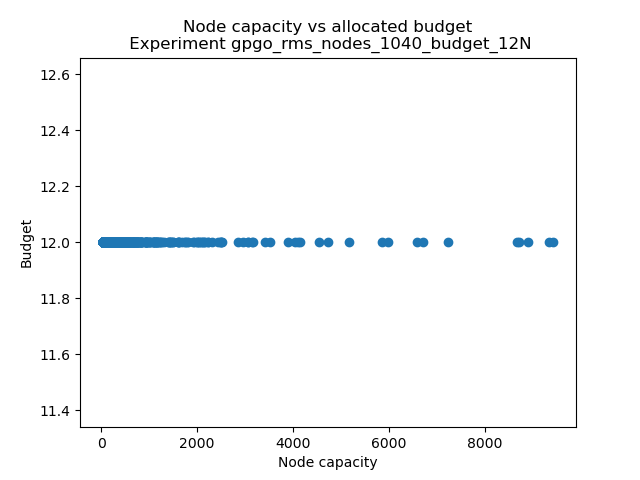 Node capacity vs allocated budget
Experiment gpgo_rms_nodes_1040_budget_12N
12.6
12.4
12.2
12.0
11.8
11.6
11.4
Budget
0 2000 4000 6000 8000
Node capacity